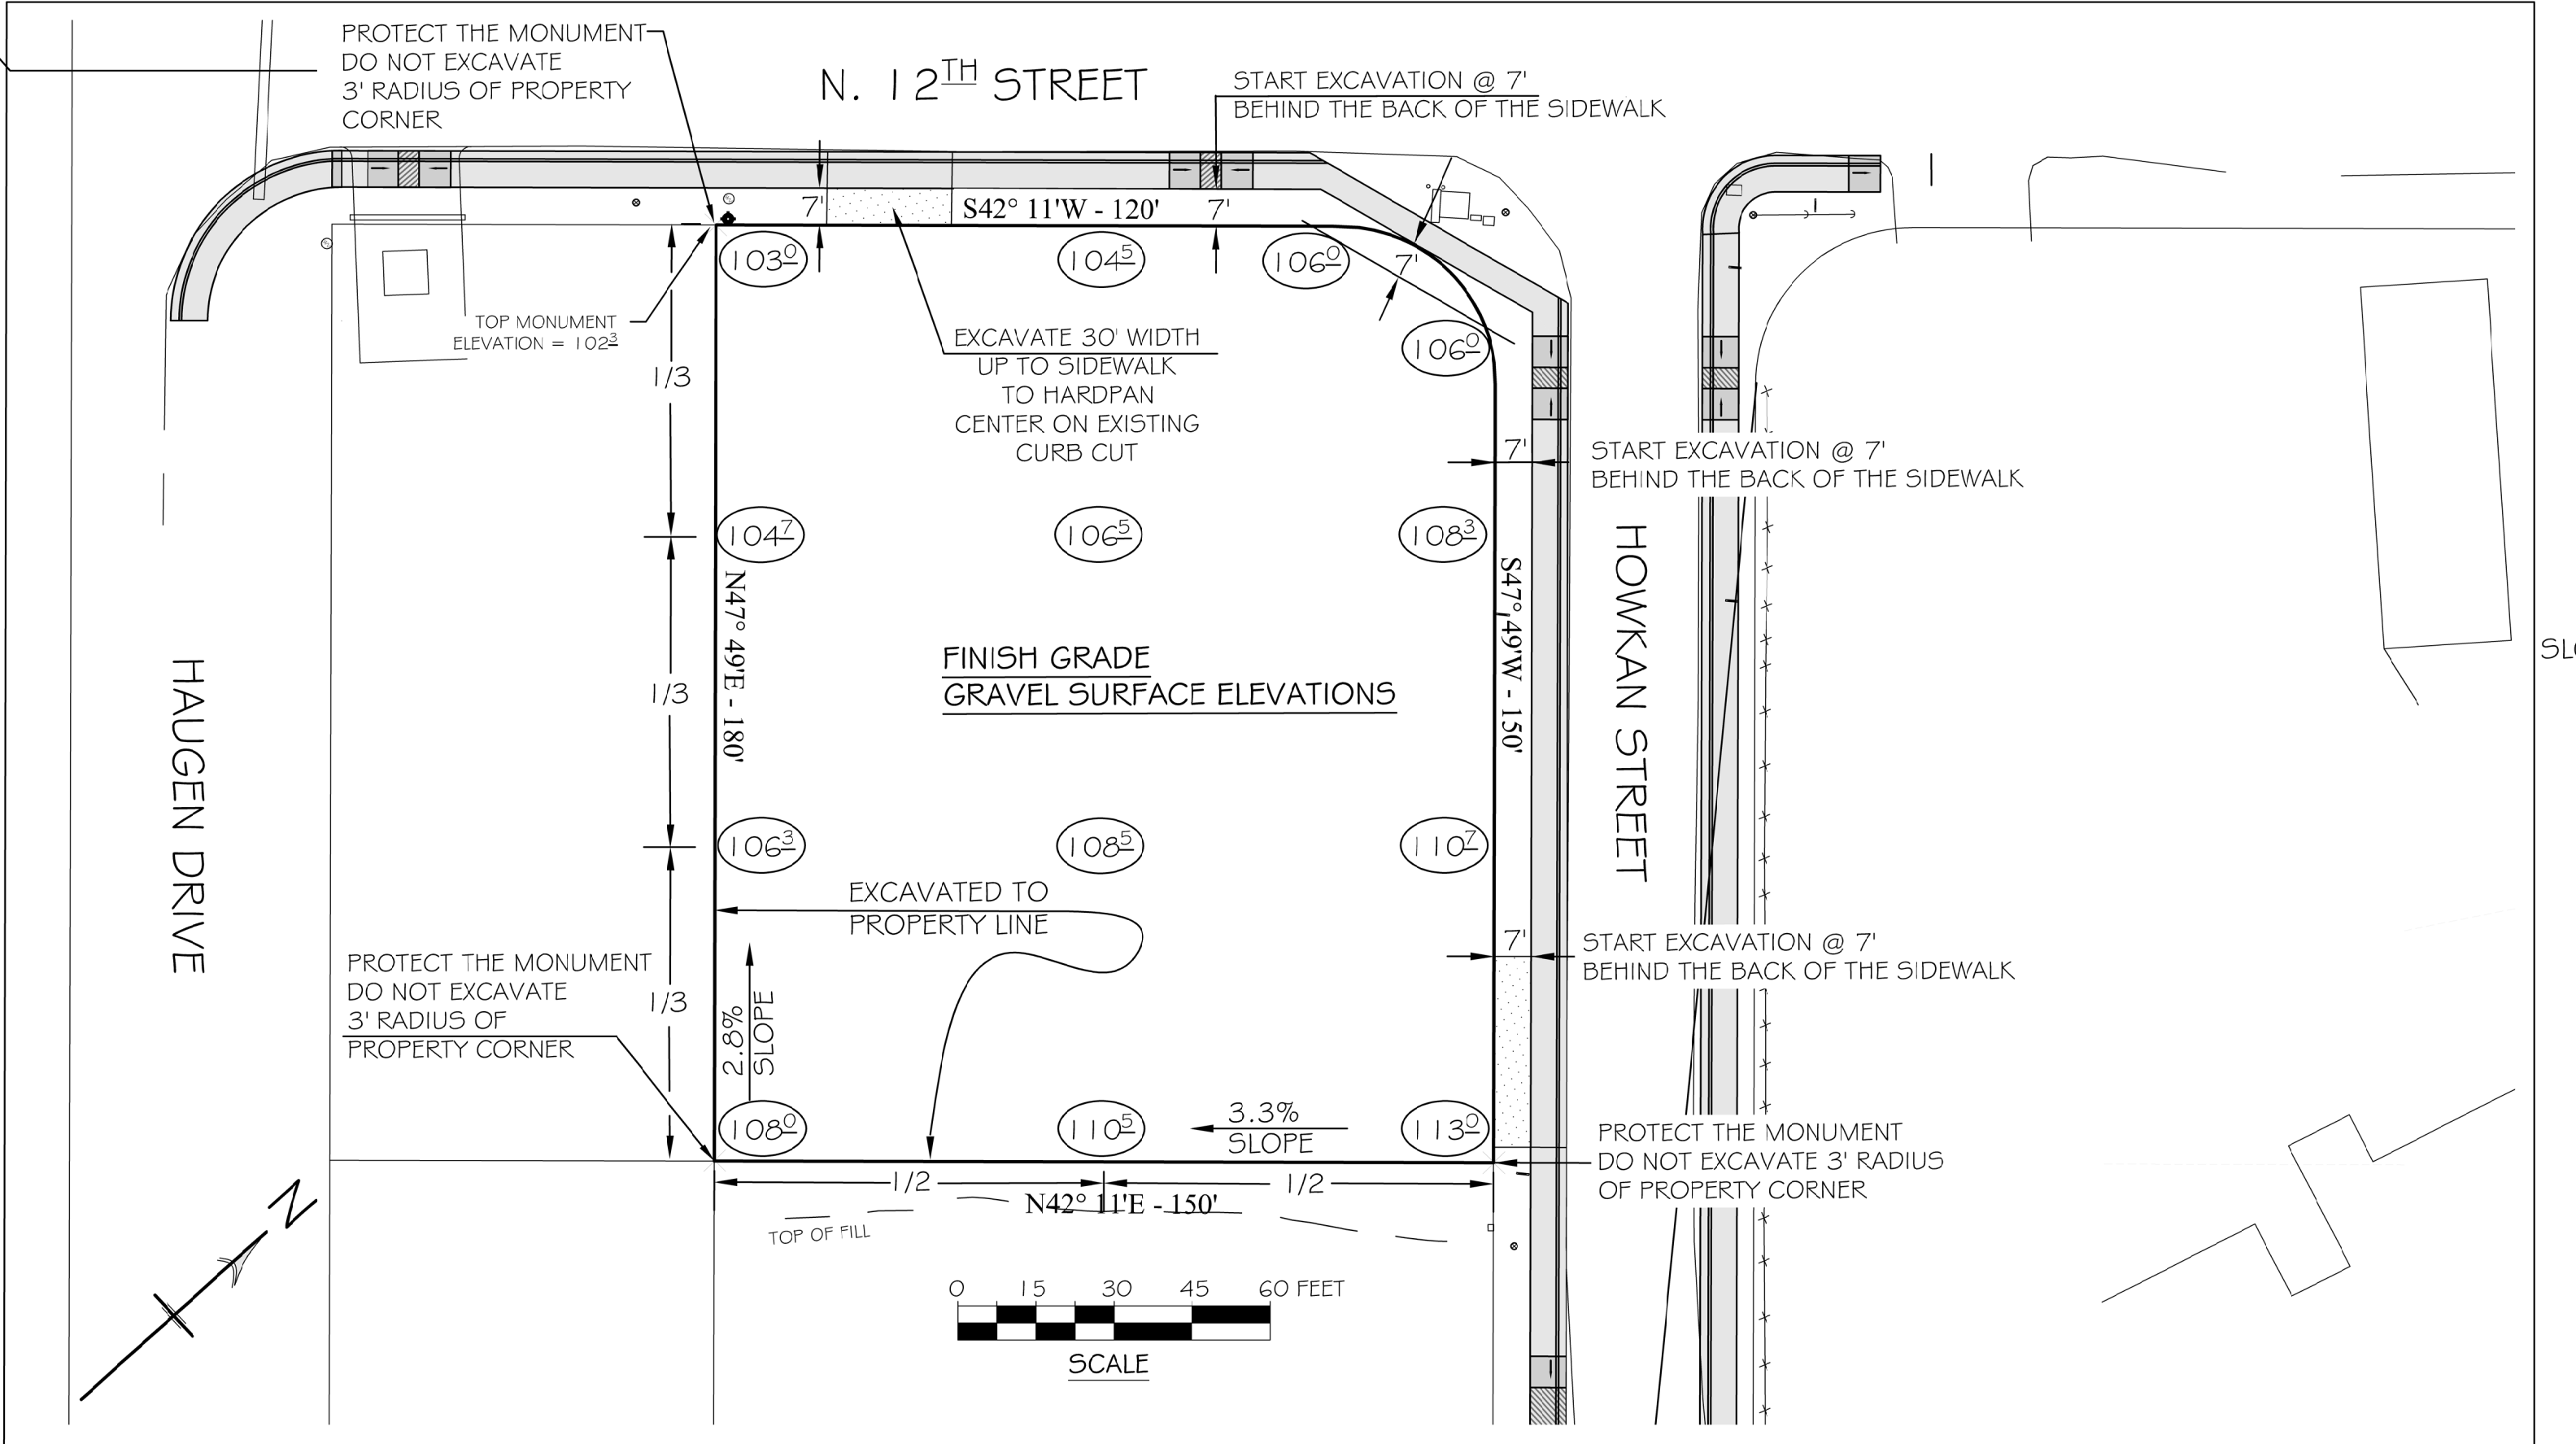 PROTECT THE MONUMENT
DO NOT EXCAVATE
3' RADIUS OF PROPERTY
CORNER
N. 12TH STREET
START EXCAVATION @ 7'
BEHIND THE BACK OF THE SIDEWALK
7'
S42° 11'W - 120'
7'
1030
1045
1060
7'
TOP MONUMENT
ELEVATION = 1023
1/3
EXCAVATE 30' WIDTH
UP TO SIDEWALK
TO HARDPAN
CENTER ON EXISTING
CURB CUT
1060
7'
START EXCAVATION @ 7'
BEHIND THE BACK OF THE SIDEWALK
1047
1065
1083
N47° 49'E - 180'
S47° 49'W - 150'
HOWKAN STREET
HAUGEN DRIVE
FINISH GRADE
GRAVEL SURFACE ELEVATIONS
1/3
1063
1085
1107
EXCAVATED TO
PROPERTY LINE
7'
START EXCAVATION @ 7'
BEHIND THE BACK OF THE SIDEWALK
PROTECT THE MONUMENT
DO NOT EXCAVATE
3' RADIUS OF
PROPERTY CORNER
1/3
2.8%
SLOPE
1080
1105
3.3%
SLOPE
1130
PROTECT THE MONUMENT
DO NOT EXCAVATE 3' RADIUS
OF PROPERTY CORNER
1/2
1/2
N42° 11'E - 150'
TOP OF FILL
N
0 15 30 45 60 FEET
SCALE